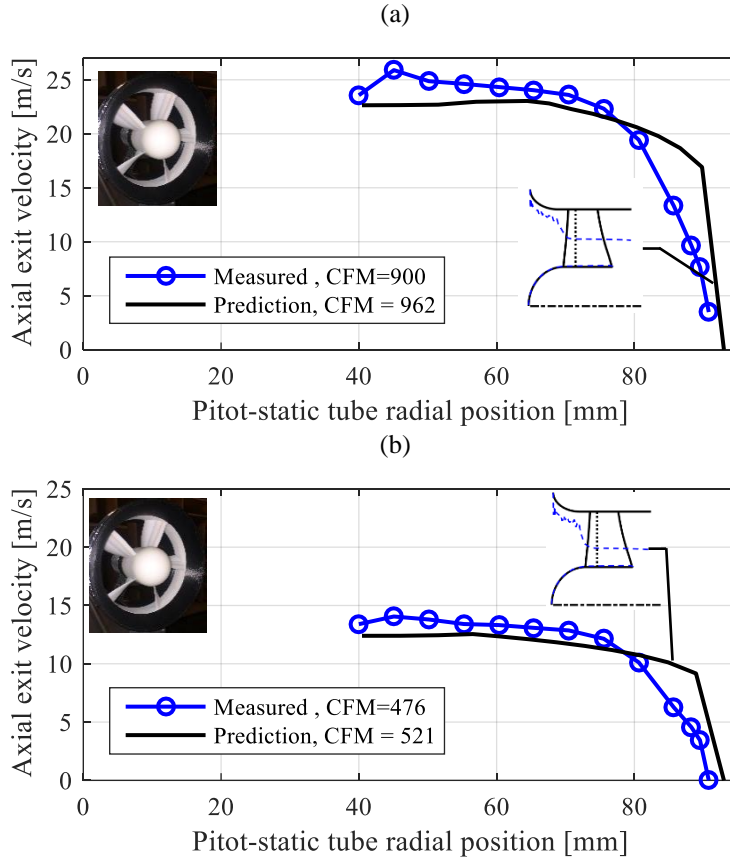 (a)
Axial exit velocity [m/s]
25
20
15
10
5
0
Measured , CFM=900
Prediction, CFM = 962
0 20 40 60 80
Pitot-static tube radial position [mm]
(b)
Axial exit velocity [m/s]
25
20
15
10
5
0
Measured , CFM=476
Prediction, CFM = 521
0 20 40 60 80
Pitot-static tube radial position [mm]